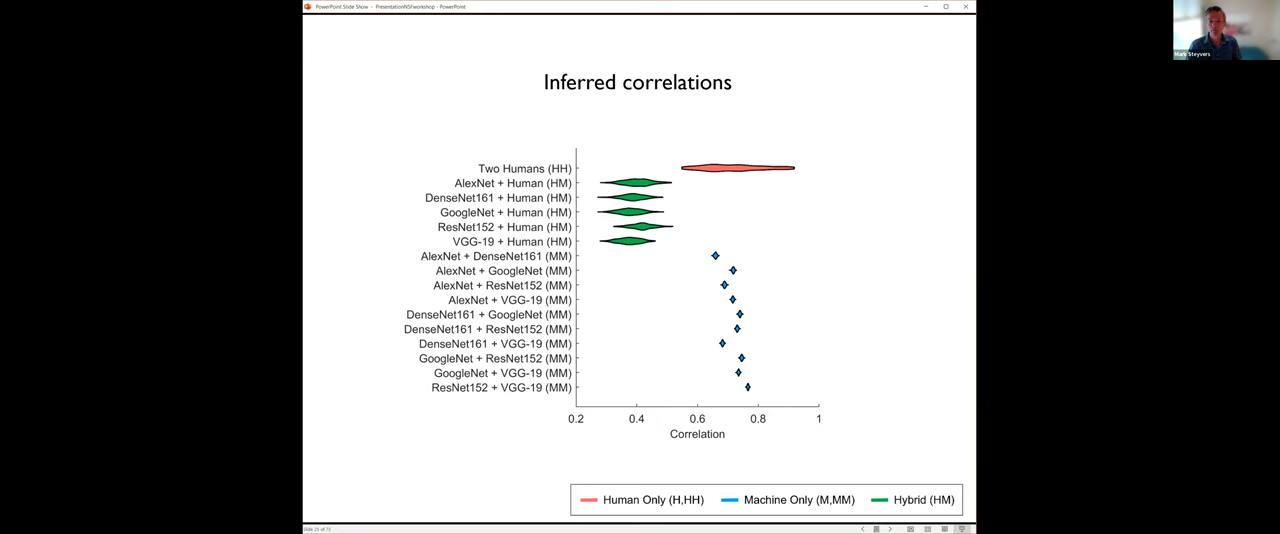 PowerPoint Slide Show - PresentationNSFworkshop - PowerPoint
Mark Steyvers
Inferred correlations
Two Humans (HH)
AlexNet + Human (HM)
DenseNet161 + Human (HM)
GoogleNet + Human (HM)
ResNet152 + Human (HM)
VGG-19 + Human (HM)
AlexNet + DenseNet161 (MM)
AlexNet + GoogleNet (MM)
AlexNet + ResNet152 (MM)
AlexNet + VGG-19 (MM)
DenseNet161 + GoogleNet (MM)
DenseNet161 + ResNet152 (MM)
DenseNet161 + VGG-19 (MM)
GoogleNet + ResNet152 (MM)
GoogleNet + VGG-19 (MM)
ResNet152 + VGG-19 (MM)
0.2 0.4 0.6 0.8 1
Correlation
Human Only (H,HH) Machine Only (M,MM) Hybrid (HM)
Slide 25 of 73